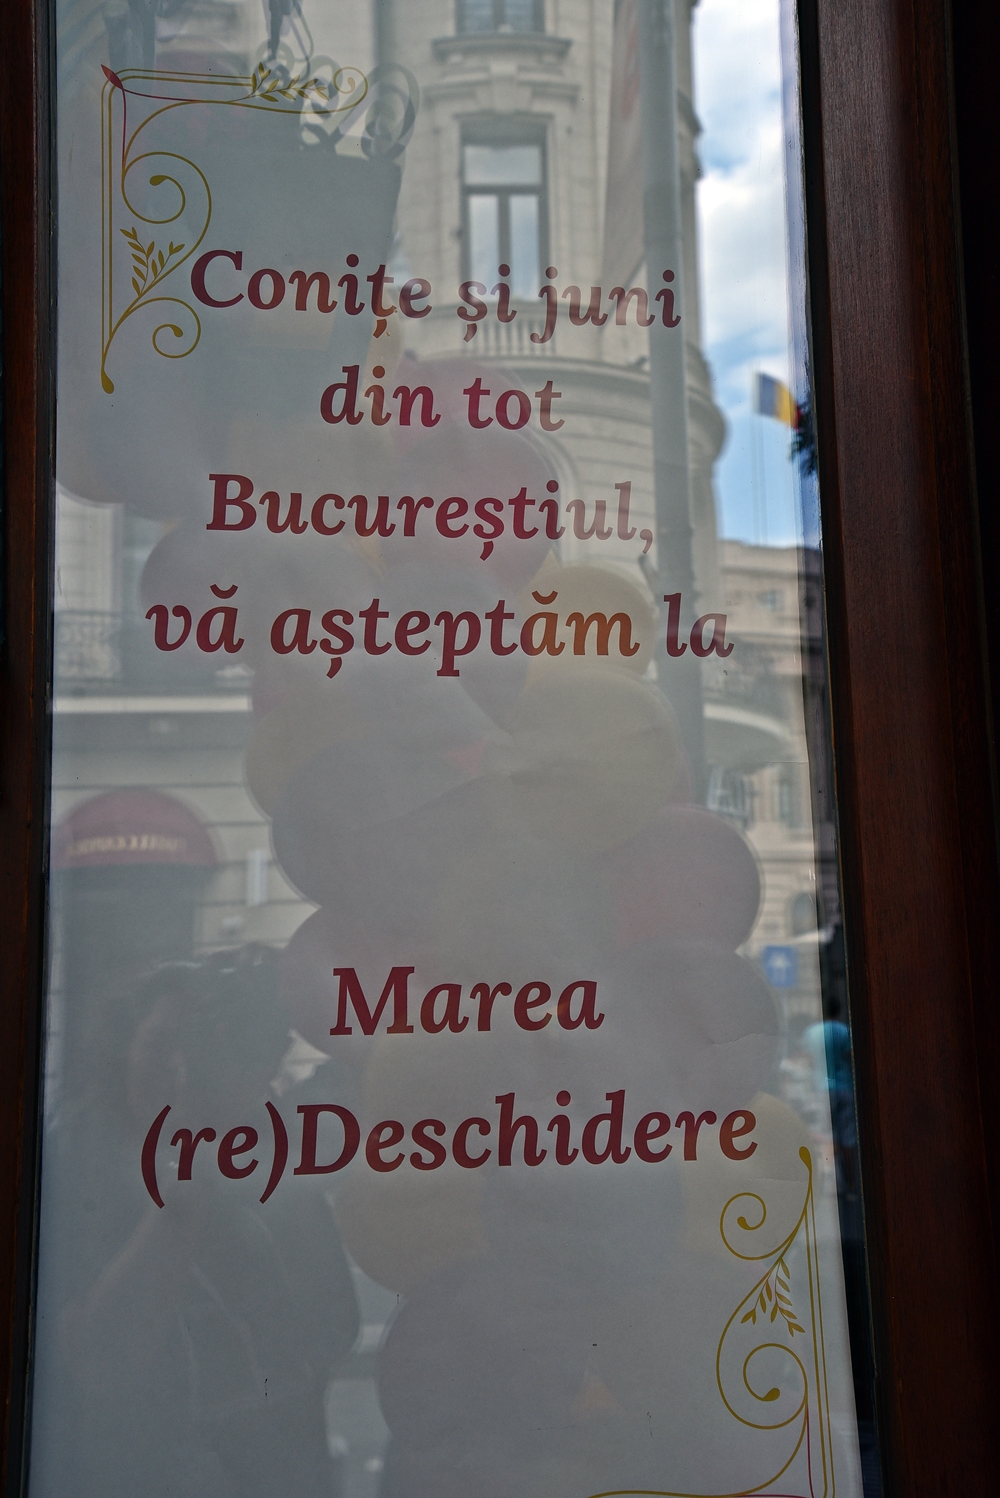 Conițe și juni
din tot
Bucureștiul,
vă așteptăm la
Marea
(re)Deschidere